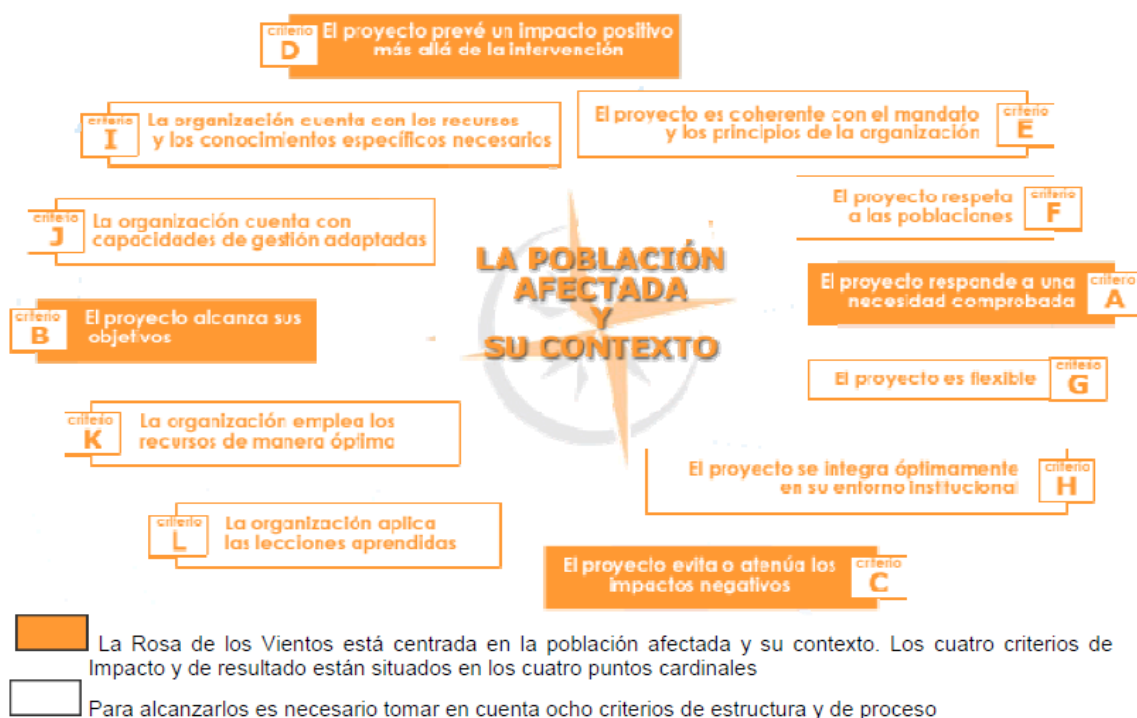 criterio
D
El proyecto prevé un impacto positivo
más allá de la intervención
criterio
I
La organización cuenta con los recursos
y los conocimientos específicos necesarios
El proyecto es coherente con el mandato
y los principios de la organización
criterio
E
criterio
J
La organización cuenta con
capacidades de gestión adaptadas
El proyecto respeta
a las poblaciones
criterio
F
LA POBLACIÓN
AFECTADA
Y
SU CONTEXTO
El proyecto responde a una
necesidad comprobada
criterio
A
criterio
B
El proyecto alcanza sus
objetivos
El proyecto es flexible
criterio
G
criterio
K
La organización emplea los
recursos de manera óptima
El proyecto se integra óptimamente
en su entorno institucional
criterio
H
criterio
L
La organización aplica
las lecciones aprendidas
El proyecto evita o atenúa los
impactos negativos
criterio
C
La Rosa de los Vientos está centrada en la población afectada y su contexto. Los cuatro criterios de
Impacto y de resultado están situados en los cuatro puntos cardinales
Para alcanzarlos es necesario tomar en cuenta ocho criterios de estructura y de proceso